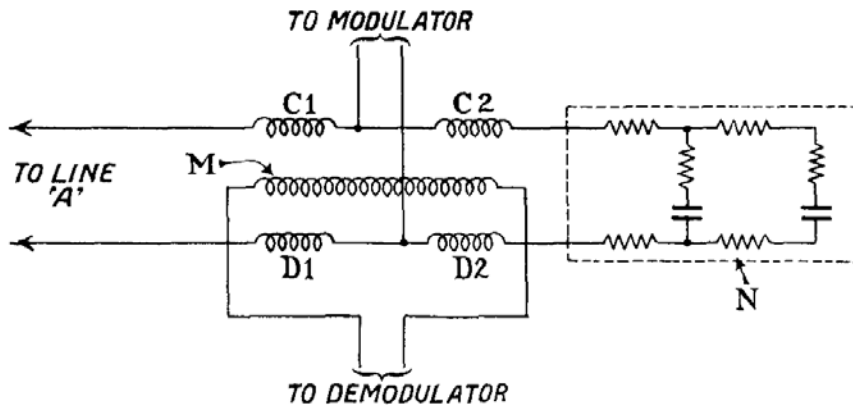 TO MODULATOR
C1
C2
M
TO LINE
'A'
D1
D2
N
TO DEMODULATOR